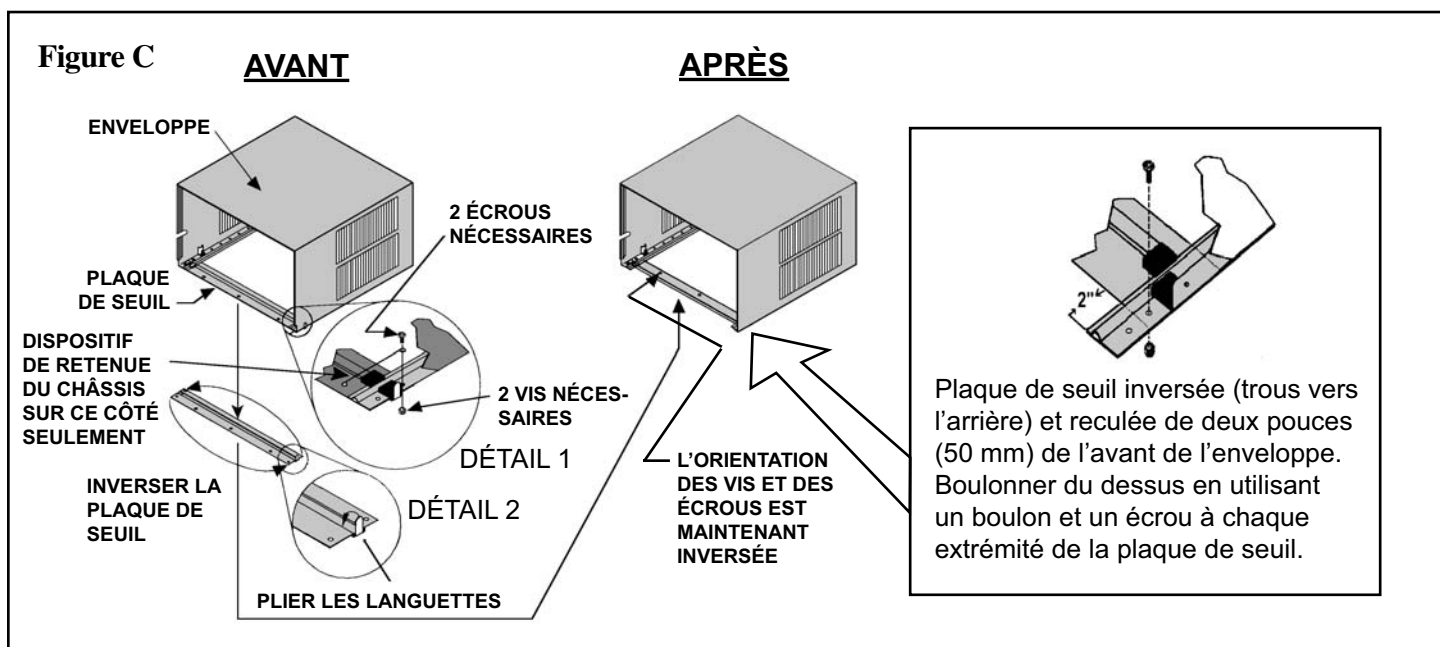 Figure C
AVANT
APRÈS
ENVELOPPE
2 ÉCROUS
NÉCESSAIRES
PLAQUE
DE SEUIL
DISPOSITIF
DE RETENUE
DU CHÂSSIS
SUR CE CÔTÉ
SEULEMENT
2 VIS NÉCES-
SAIRES
DÉTAIL 1
INVERSER LA
PLAQUE DE
SEUIL
DÉTAIL 2
PLIER LES LANGUETTES
L’ORIENTATION
DES VIS ET DES
ÉCROUS EST
MAINTENANT
INVERSÉE
2"
Plaque de seuil inversée (trous vers
l’arrière) et reculée de deux pouces
(50 mm) de l’avant de l’enveloppe.
Boulonner du dessus en utilisant
un boulon et un écrou à chaque
extrémité de la plaque de seuil.